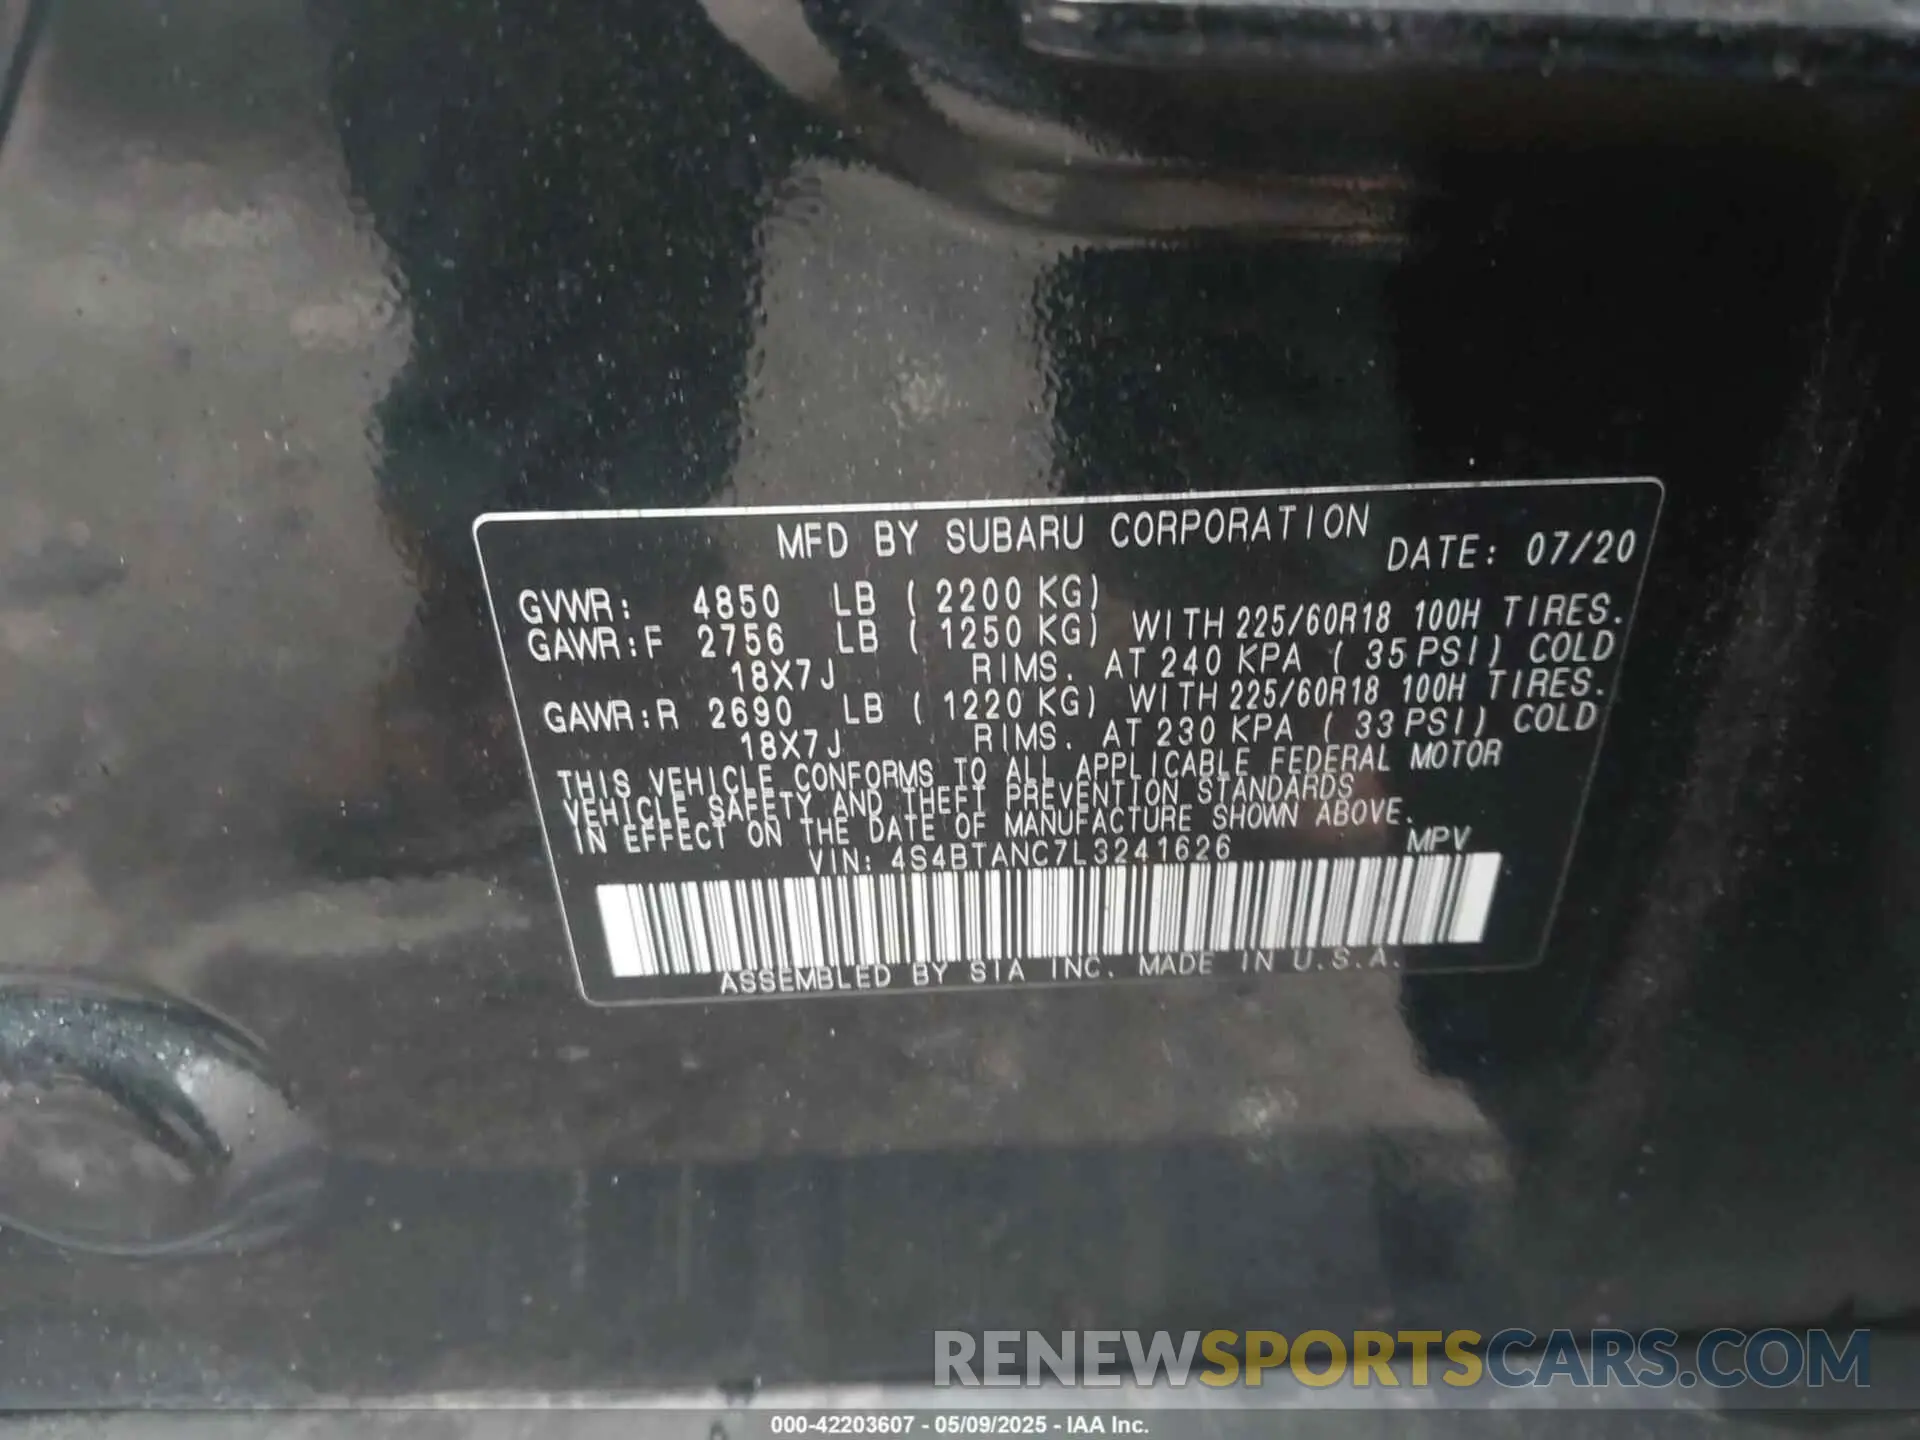 MFD BY SUBARU CORPORATION DATE: 07/20
GVWR: 4850 LB (2200 KG)
GAWR:F 2756 LB (1250 KG) WITH 225/60R18 100H TIRES.
18X7J RIMS. AT 240 KPA (35 PSI) COLD
GAWR:R 2690 LB (1220 KG) WITH 225/60R18 100H TIRES.
18X7J RIMS. AT 230 KPA (33 PSI) COLD
THIS VEHICLE CONFORMS TO ALL APPLICABLE FEDERAL MOTOR
VEHICLE SAFETY AND THEFT PREVENTION STANDARDS
IN EFFECT ON THE DATE OF MANUFACTURE SHOWN ABOVE.
VIN: 4S4BTANC7L3241626 MPV
ASSEMBLED BY SIA INC. MADE IN U.S.A.
RENEWSPORTSCARS.COM
000-42203607 - 05/09/2025 - IAA Inc.